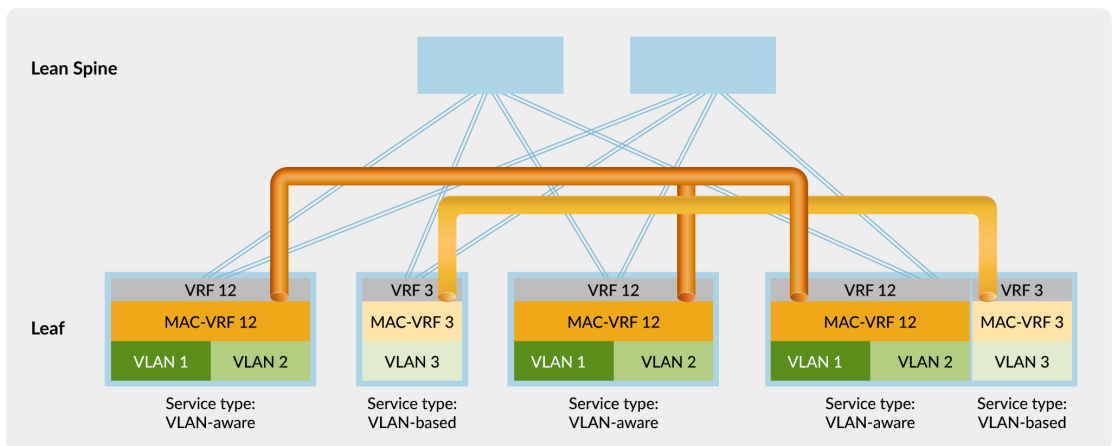 Lean Spine
VRF 12 VRF 3 VRF 12 VRF 12 VRF 3
Leaf
MAC-VRF 12 MAC-VRF 3 MAC-VRF 12 MAC-VRF 12 MAC-VRF 3
VLAN 1 VLAN 2 VLAN 3 VLAN 1 VLAN 2 VLAN 1 VLAN 2 VLAN 3
Service type:
VLAN-aware
Service type:
VLAN-based
Service type:
VLAN-aware
Service type:
VLAN-aware
Service type:
VLAN-based